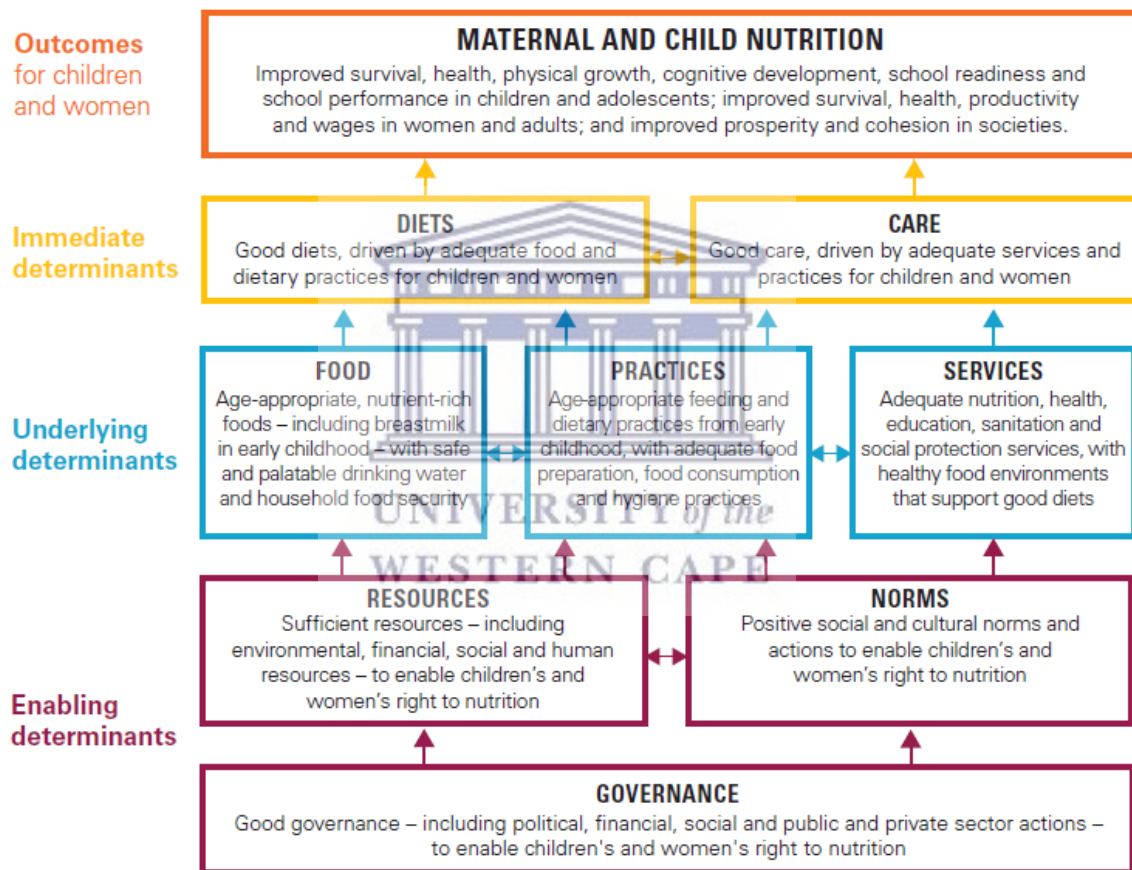 Outcomes
for children
and women
MATERNAL AND CHILD NUTRITION
Improved survival, health, physical growth, cognitive development, school readiness and
school performance in children and adolescents; improved survival, health, productivity
and wages in women and adults; and improved prosperity and cohesion in societies.
Immediate
determinants
DIETS
Good diets, driven by adequate food and
dietary practices for children and women
CARE
Good care, driven by adequate services and
practices for children and women
Underlying
determinants
FOOD
Age-appropriate, nutrient-rich
foods – including breastmilk
in early childhood – with safe
and palatable drinking water
and household food security
PRACTICES
Age-appropriate feeding and
dietary practices from early
childhood, with adequate food
preparation, food consumption
and hygiene practices
SERVICES
Adequate nutrition, health,
education, sanitation and
social protection services, with
healthy food environments
that support good diets
UNIVERSITY of the
WESTERN CAPE
Enabling
determinants
RESOURCES
Sufficient resources – including
environmental, financial, social and human
resources – to enable children's and
women's right to nutrition
NORMS
Positive social and cultural norms and
actions to enable children's and
women's right to nutrition
GOVERNANCE
Good governance – including political, financial, social and public and private sector actions –
to enable children's and women's right to nutrition